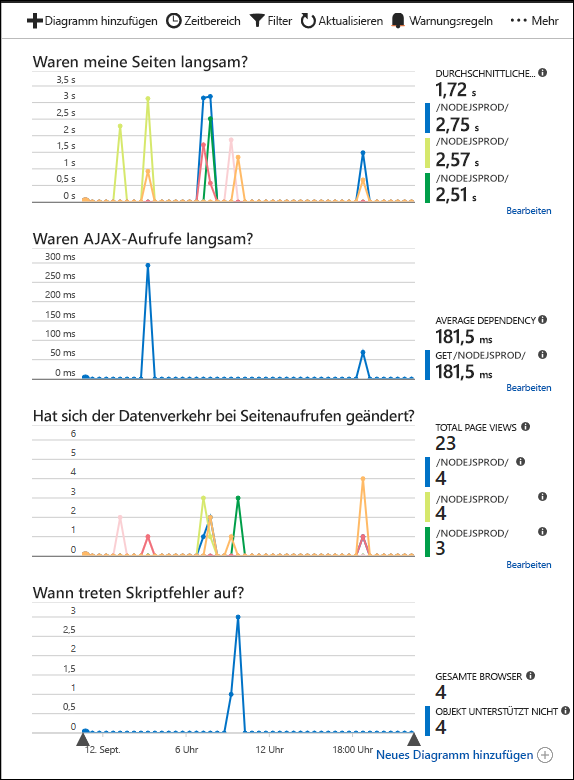 Diagramm hinzufügen Zeitbereich Filter Aktualisieren Warnungsregeln ••• Mehr
Waren meine Seiten langsam?
3,5 s
3 s
2,5 s
2 s
1,5 s
1 s
0,5 s
0 s
DURCHSCHNITTLICHE...
1,72 s
/NODEJSPROD/
2,75 s
/NODEJSPROD/
2,57 s
/NODEJSPROD/
2,51 s
Bearbeiten
Waren AJAX-Aufrufe langsam?
300 ms
250 ms
200 ms
150 ms
100 ms
50 ms
0 ms
AVERAGE DEPENDENCY
181,5 ms
GET /NODEJSPROD/
181,5 ms
Bearbeiten
Hat sich der Datenverkehr bei Seitenaufrufen geändert?
6
5
4
3
2
1
0
TOTAL PAGE VIEWS
23
/NODEJSPROD/
4
/NODEJSPROD/
4
/NODEJSPROD/
3
Bearbeiten
Wann treten Skriptfehler auf?
3
2,5
2
1,5
1
0,5
0
12. Sept. 6 Uhr 12 Uhr 18:00 Uhr
GESAMTE BROWSER
4
OBJEKT UNTERSTÜTZT NICHT
4
Neues Diagramm hinzufügen